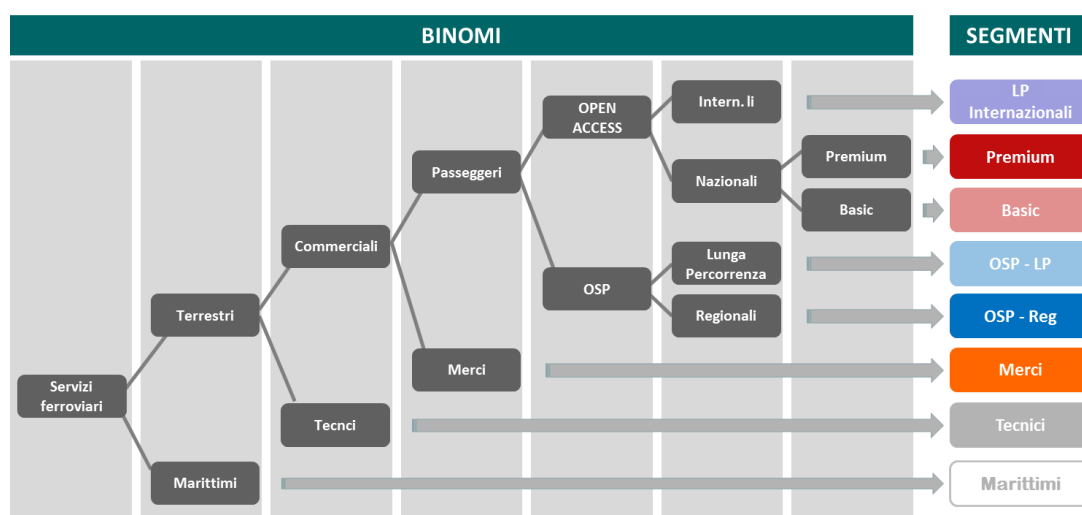 BINOMI
SEGMENTI
Servizi
ferroviari
Terrestri
Marittimi
Commerciali
Tecnci
Passeggeri
Merci
OPEN
ACCESS
OSP
Intern. li
Nazionali
Lunga
Percorrenza
Regionali
Premium
Basic
LP
Internazionali
Premium
Basic
OSP - LP
OSP - Reg
Merci
Tecnici
Marittimi